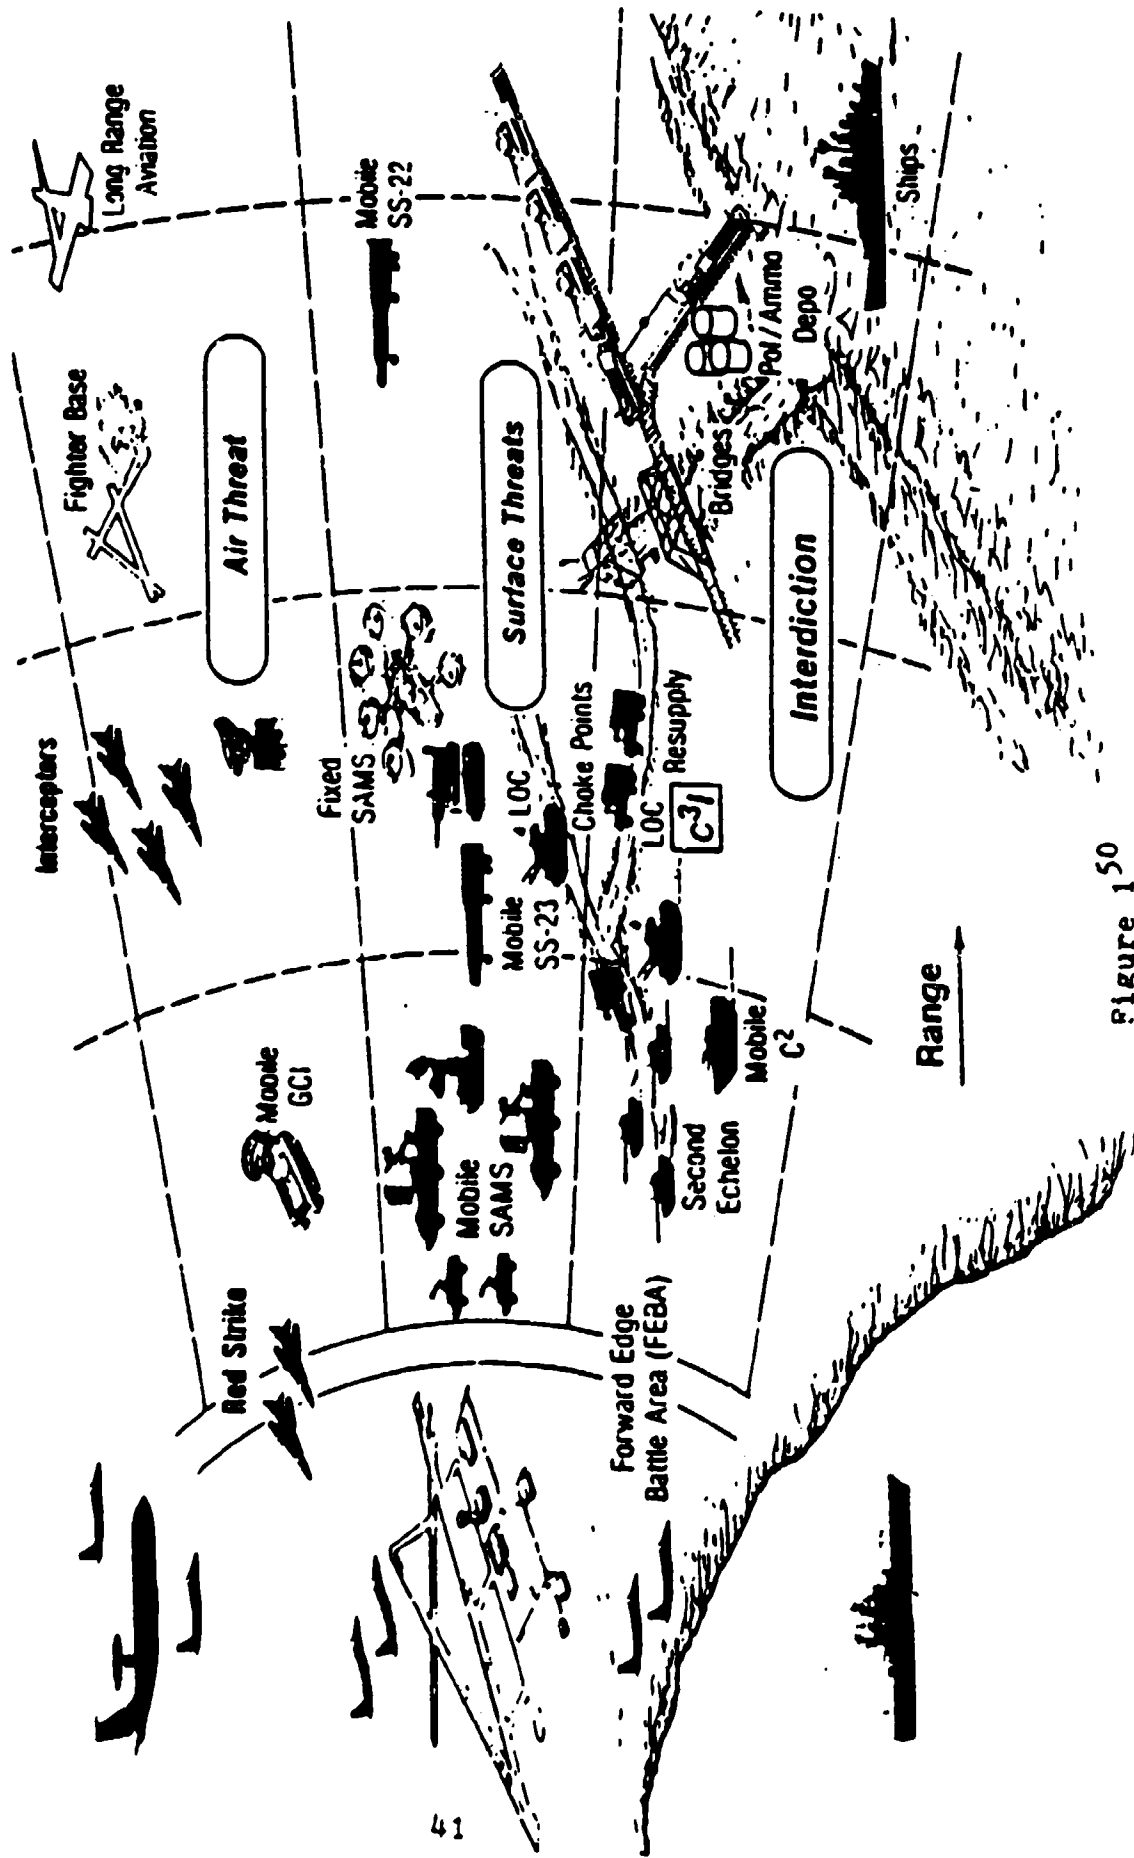 Long Range
Aviation
Fighter Base
Interceptors
Air Threat
Mobile
GCI
Red Strike
Mobile
SS-22
Fixed
SAMS
Surface Threats
LOC
Mobile
SS-23
Mobile
SAMS
Choke Points
LOC
Resupply
C³I
Bridges
Pol/Ammo
Depo
Ships
Interdiction
Second
Echelon
Mobile
C²
Forward Edge
Battle Area (FEBA)
Range
Figure 1⁵⁰
41